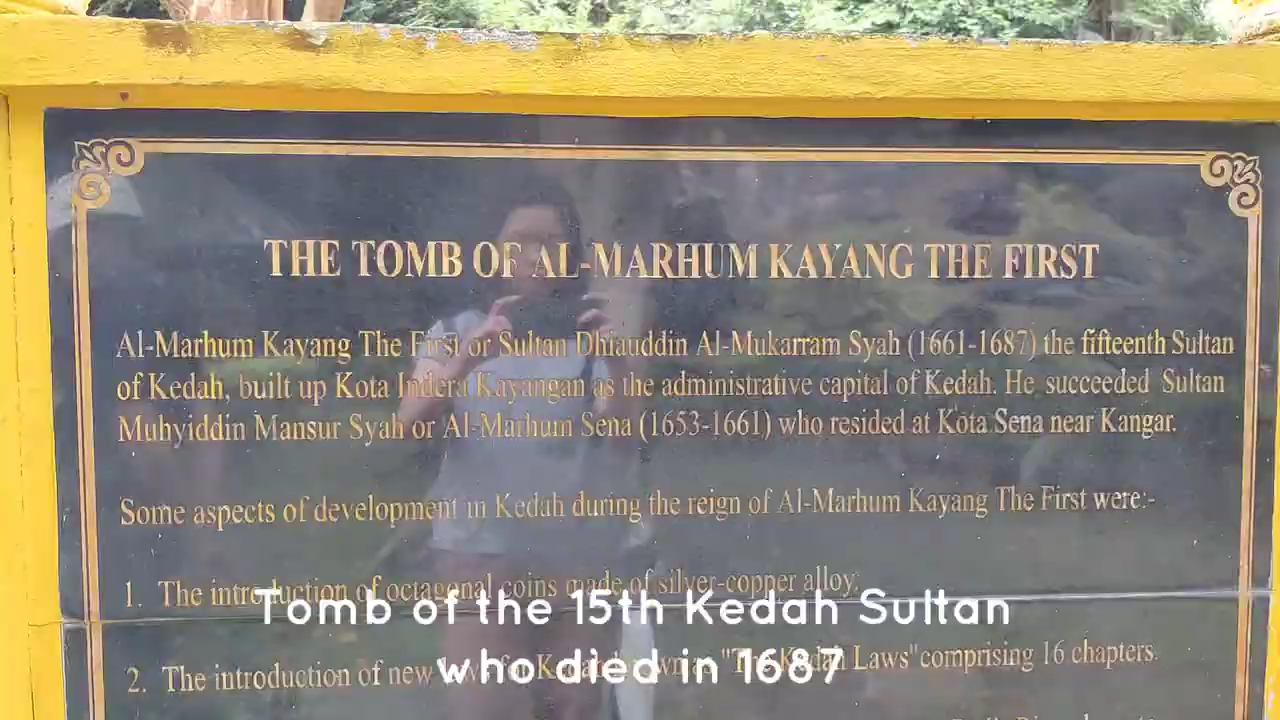 THE TOMB OF AL-MARHUM KAYANG THE FIRST
Al-Marhum Kayang The First or Sultan Dhiauddin Al-Mukarram Syah (1661-1687) the fifteenth Sultan
of Kedah, built up Kota Indera Kayangan as the administrative capital of Kedah. He succeeded Sultan
Muhyiddin Mansur Syah or Al-Marhum Sena (1653-1661) who resided at Kota Sena near Kangar.
Some aspects of development in Kedah during the reign of Al-Marhum Kayang The First were:-
1. The introduction of octagonal coins made of silver-copper alloy.
Tomb of the 15th Kedah Sultan
2. The introduction of new Laws" comprising 16 chapters.
who died in 1687